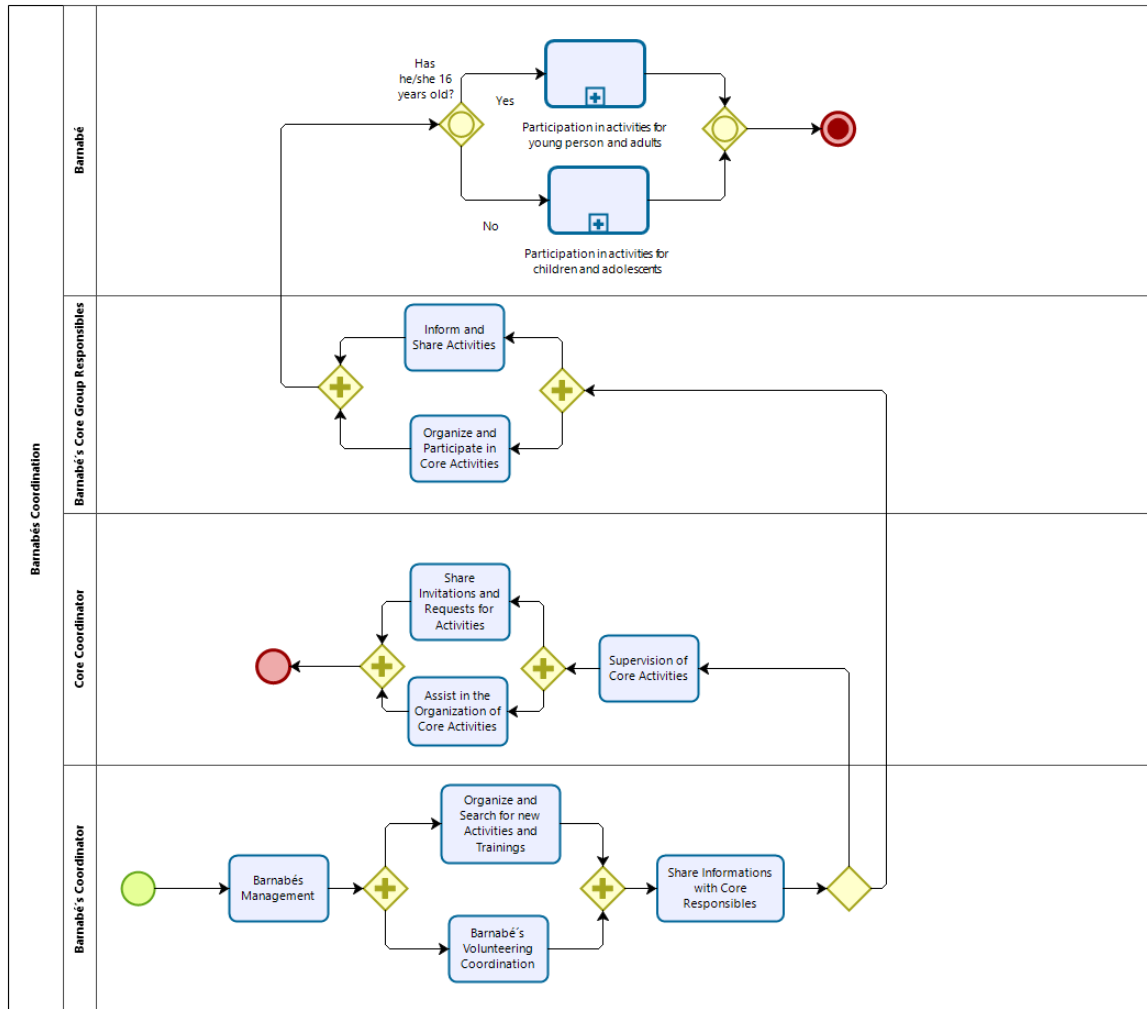 Barnabés Coordination
Barnabé
Has
he/she 16
years old?
Yes
Participation in activities for
young person and adults
No
Participation in activities for
children and adolescents
Barnabé´s Core Group Responsibles
Inform and
Share Activities
Organize and
Participate in
Core Activities
Core Coordinator
Share
Invitations and
Requests for
Activities
Supervision of
Core Activities
Assist in the
Organization of
Core Activities
Barnabé´s Coordinator
Organize and
Search for new
Activities and
Trainings
Barnabés
Management
Share Informations
with Core
Responsibles
Barnabé´s
Volunteering
Coordination